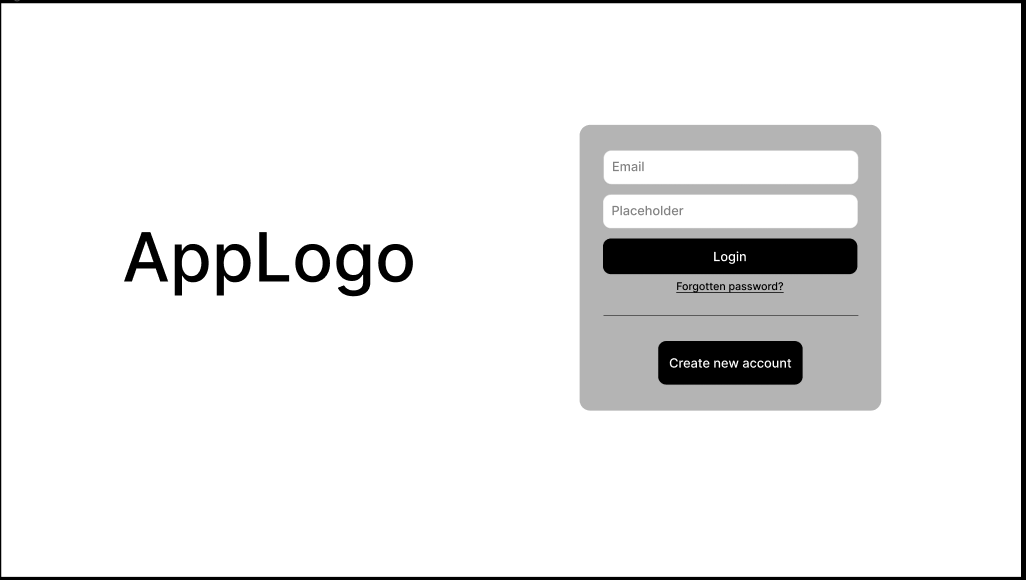 AppLogo
Email
Placeholder
Login
Forgotten password?
Create new account